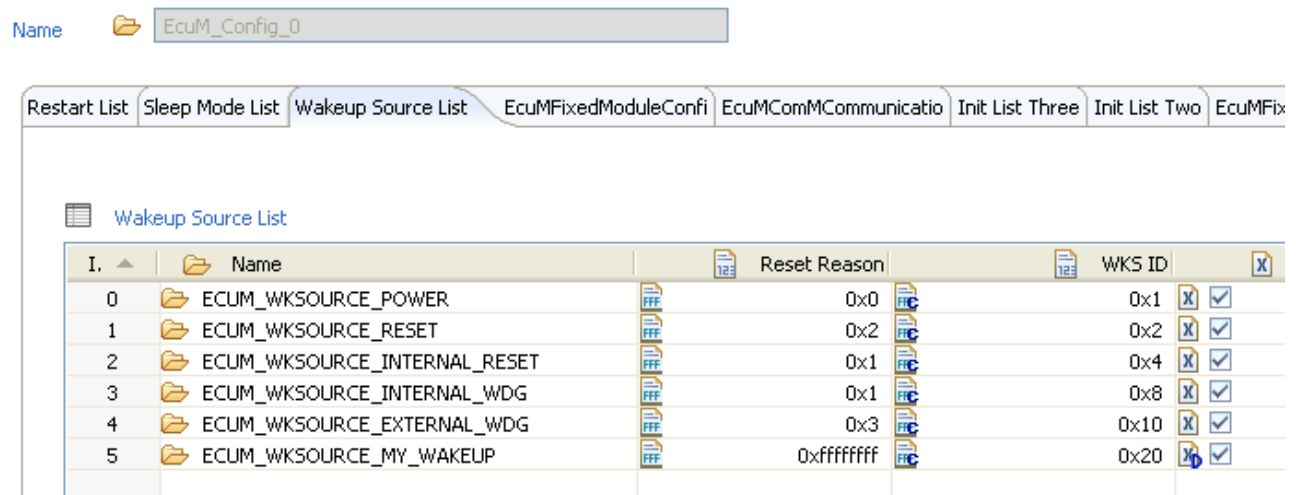 Name EcuM_Config_0
Restart List Sleep Mode List Wakeup Source List EcuMFixedModuleConfi EcuMComMCommunicatio Init List Three Init List Two EcuMFix
Wakeup Source List
I. Name Reset Reason WKS ID
0 ECUM_WKSOURCE_POWER 0x0 0x1
1 ECUM_WKSOURCE_RESET 0x2 0x2
2 ECUM_WKSOURCE_INTERNAL_RESET 0x1 0x4
3 ECUM_WKSOURCE_INTERNAL_WDG 0x1 0x8
4 ECUM_WKSOURCE_EXTERNAL_WDG 0x3 0x10
5 ECUM_WKSOURCE_MY_WAKEUP 0xffffffff 0x20